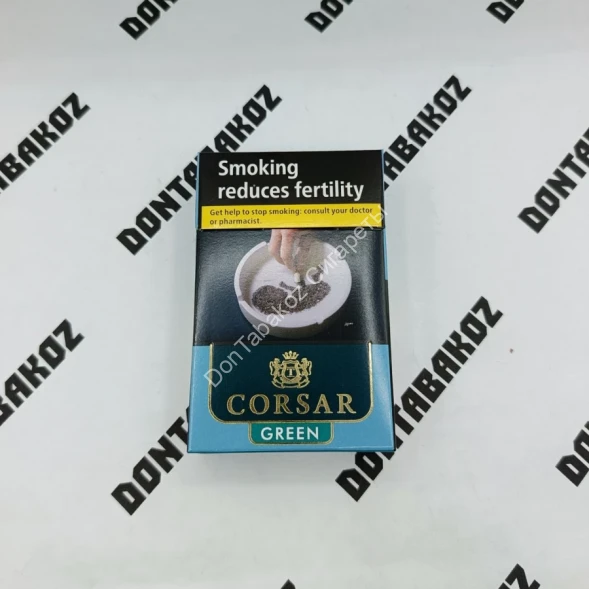 DONTABAKOZ
DONTABAKOZ
DONTABAKOZ
Smoking
reduces fertility
Get help to stop smoking: consult your doctor
or pharmacist.
DonTabakoz Сигареты
CORSAR
GREEN
DONTABAKOZ
DONTABAKOZ